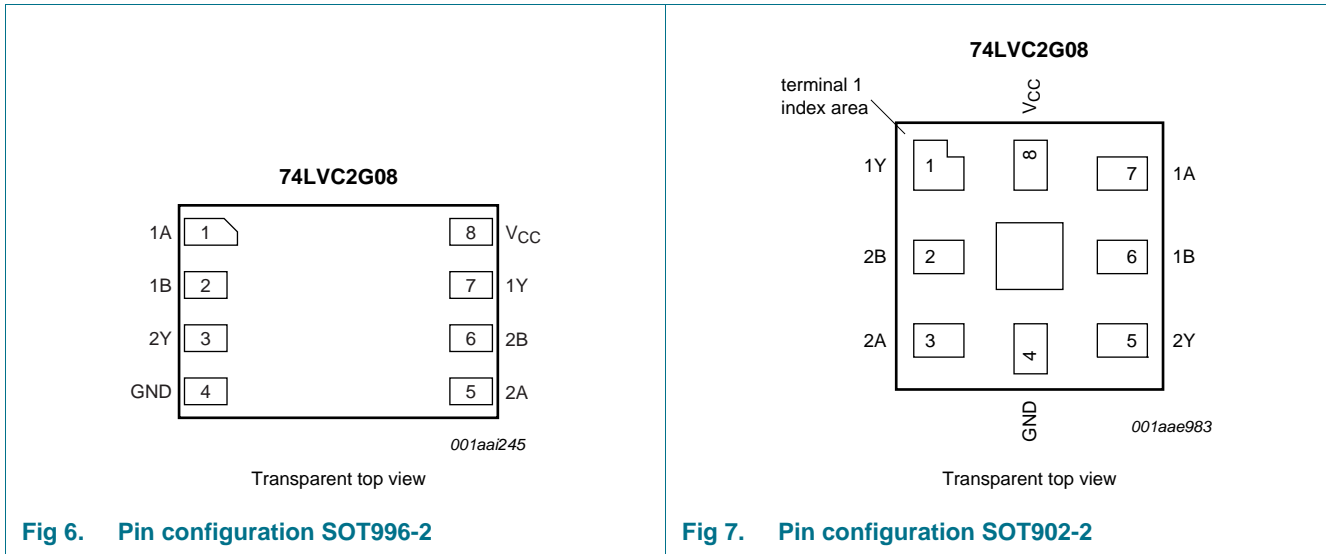 74LVC2G08
1A 1 8 VCC
1B 2 7 1Y
2Y 3 6 2B
GND 4 5 2A
001aai245
Transparent top view
Fig 6. Pin configuration SOT996-2
74LVC2G08
terminal 1
index area
VCC
1Y 1 8 7 1A
2B 2 6 1B
2A 3 4 5 2Y
GND
001aae983
Transparent top view
Fig 7. Pin configuration SOT902-2